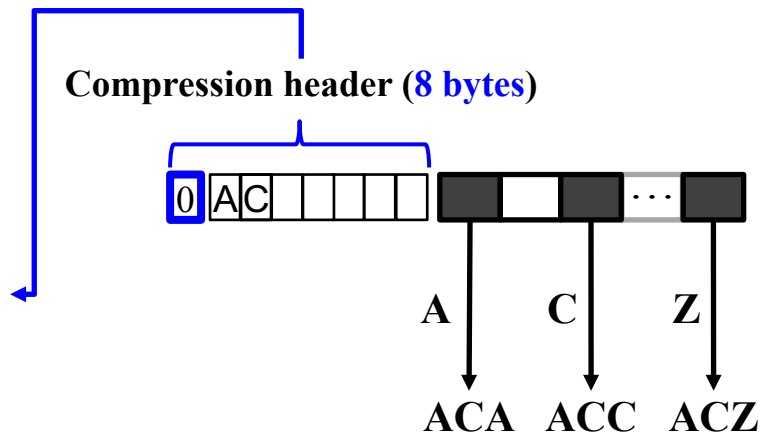 Compression header (8 bytes)
0 A C ...
A C Z
ACA ACC ACZ